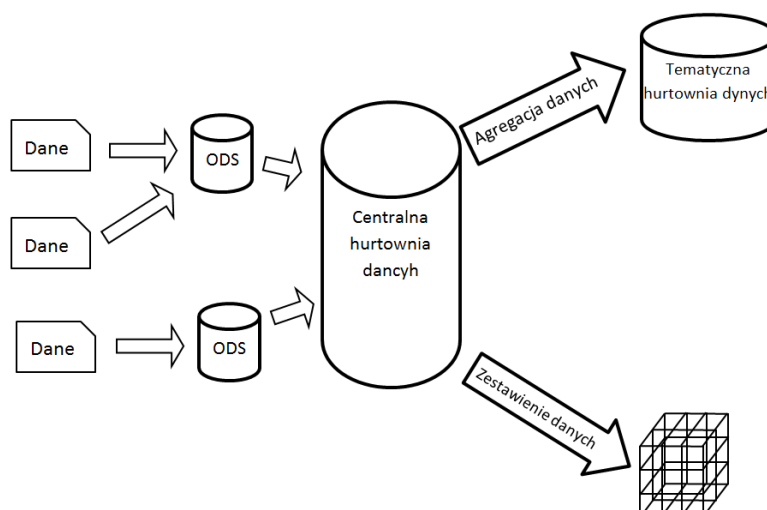 Dane
Dane
Dane
ODS
ODS
Centralna
hurtownia
dancyh
Agregacja danych
Zestawienie danych
Tematyczna
hurtownia dynych